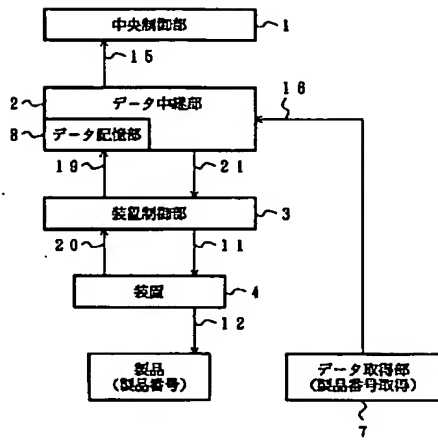 中央制御部
1
15
2
データ中継部
16
8
データ記憶部
19
21
装置制御部
3
20
11
装置
4
12
製品
(製品番号)
データ取得部
(製品番号取得)
7